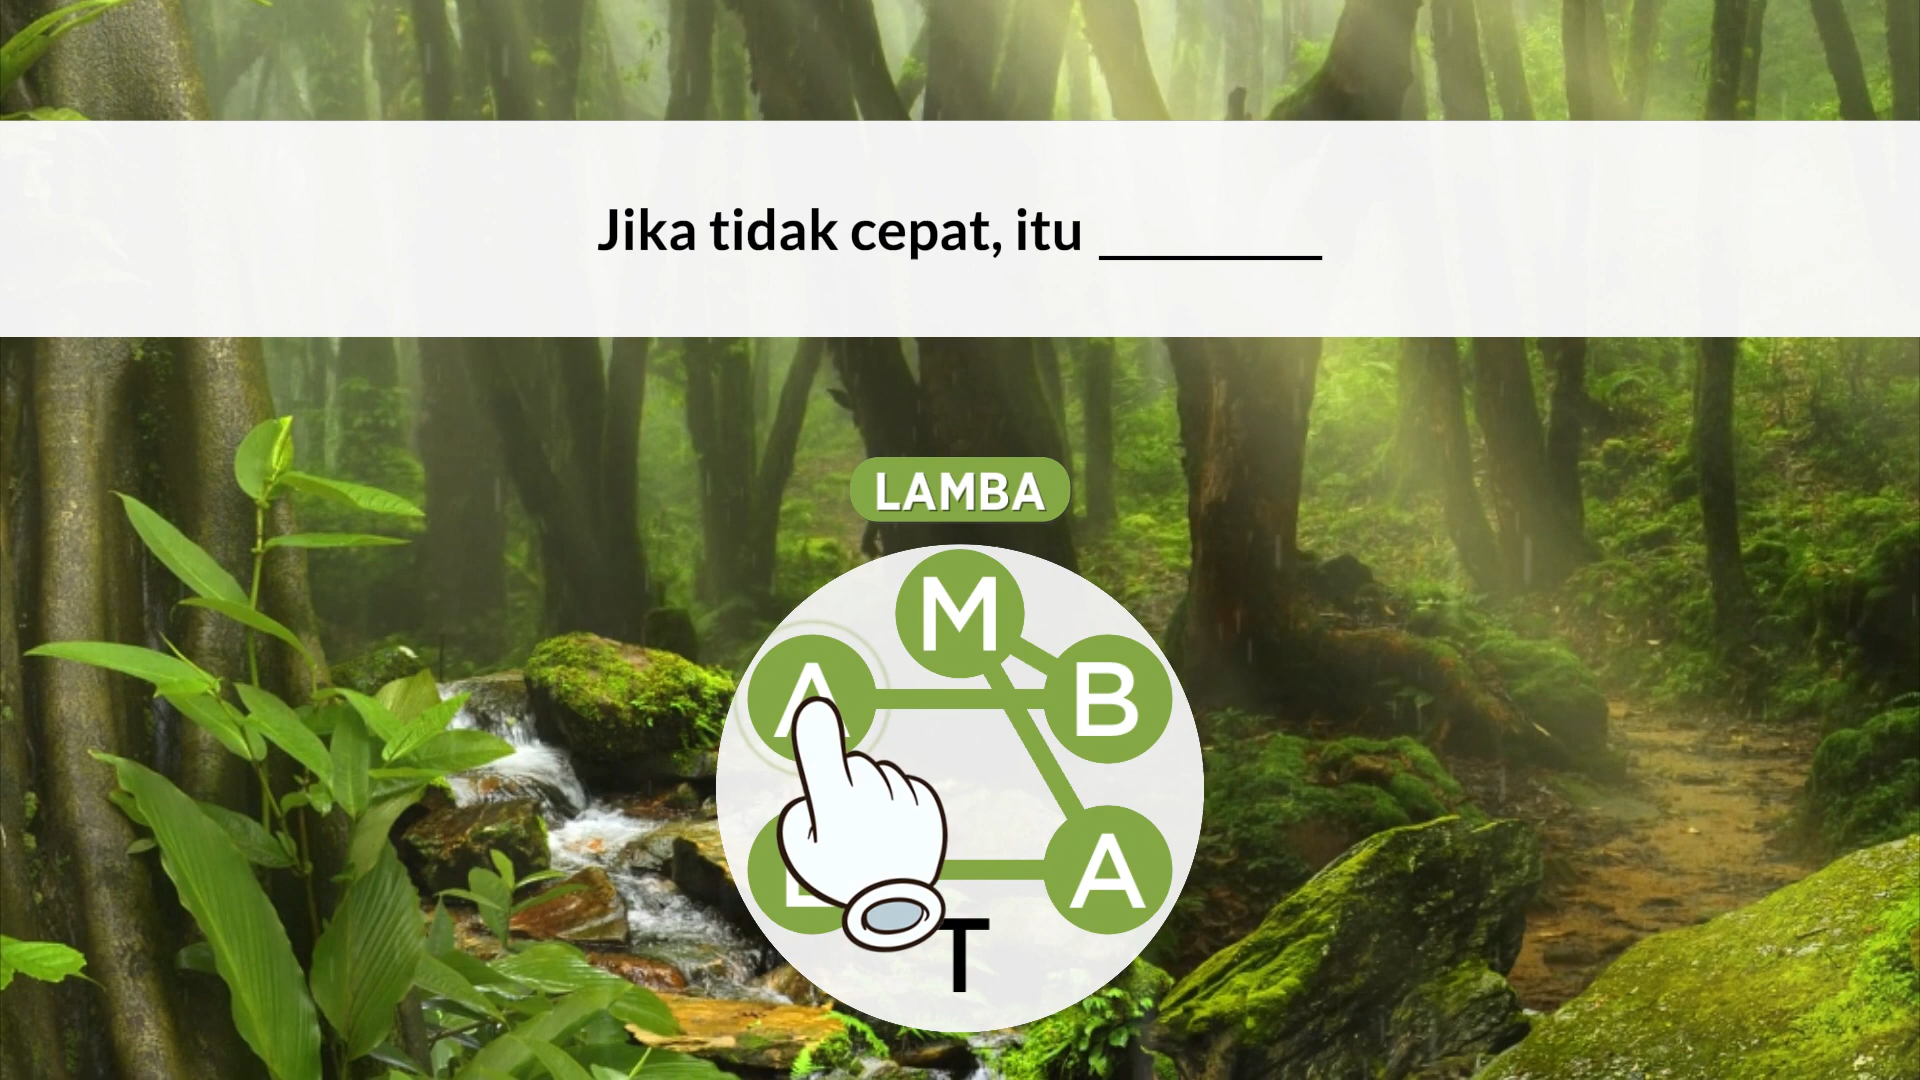 Jika tidak cepat, itu ________
LAMBA
M
A B
A
T